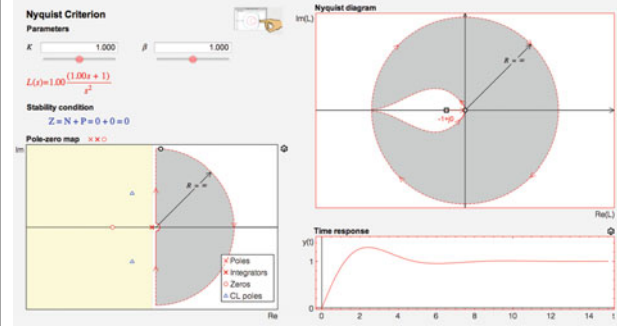 Nyquist Criterion
Parameters
K 1.000 β 1.000
L(s)=1.00 (1.00s + 1) / s²
Stability condition
Z = N + P = 0 + 0 = 0
Pole-zero map
Im
R = ∞
Poles
Integrators
Zeros
CL poles
Re
Nyquist diagram
Im(L)
R = ∞
-1+j0
Re(L)
Time response
y(t)
1
0 2 4 6 8 10 12 14 t